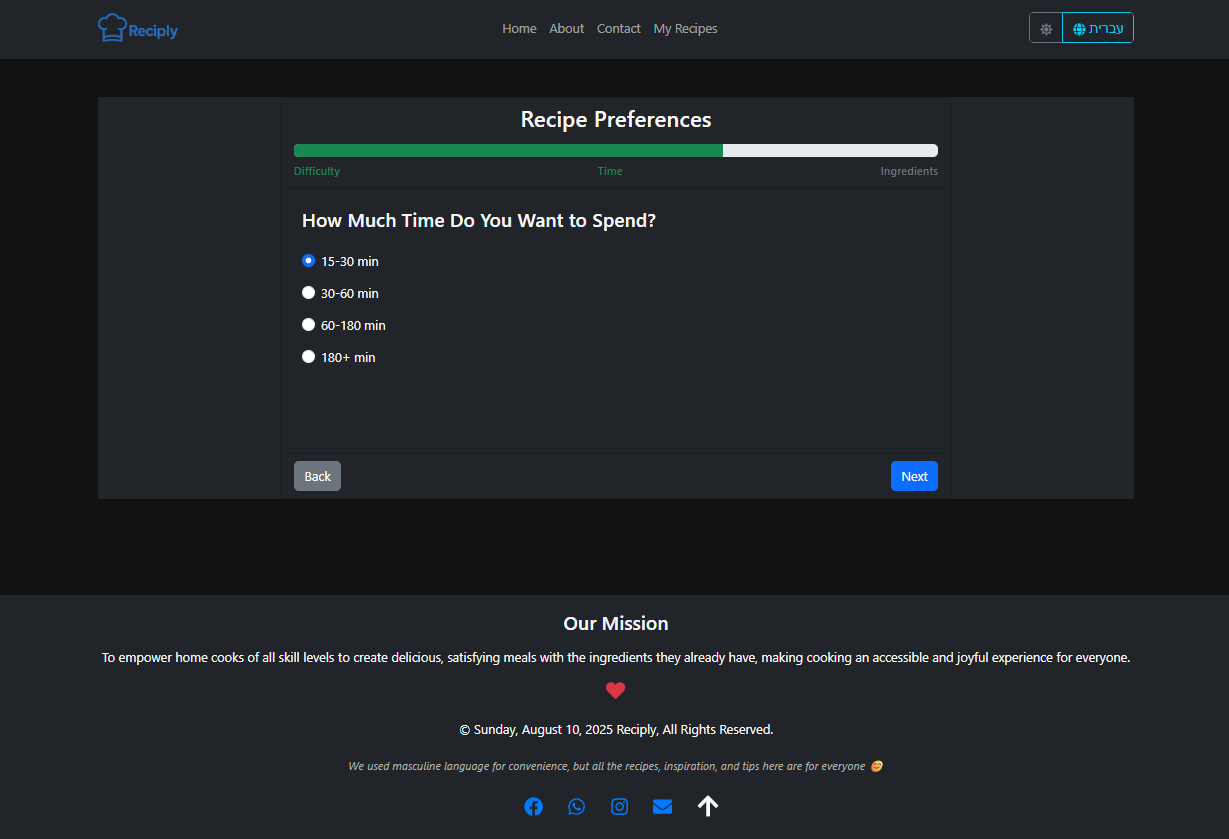 Reciply
Home About Contact My Recipes
עברית
Recipe Preferences
Difficulty Time Ingredients
How Much Time Do You Want to Spend?
15-30 min
30-60 min
60-180 min
180+ min
Back Next
Our Mission
To empower home cooks of all skill levels to create delicious, satisfying meals with the ingredients they already have, making cooking an accessible and joyful experience for everyone.
© Sunday, August 10, 2025 Reciply, All Rights Reserved.
We used masculine language for convenience, but all the recipes, inspiration, and tips here are for everyone 😊